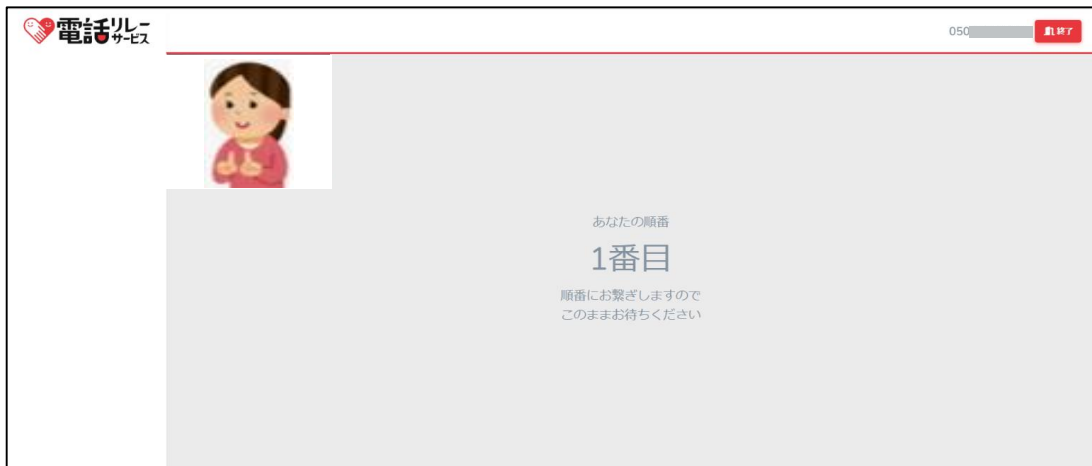 電話リレーサービス
050
終了
あなたの順番
1番目
順番にお繋ぎしますので
このままお待ちください